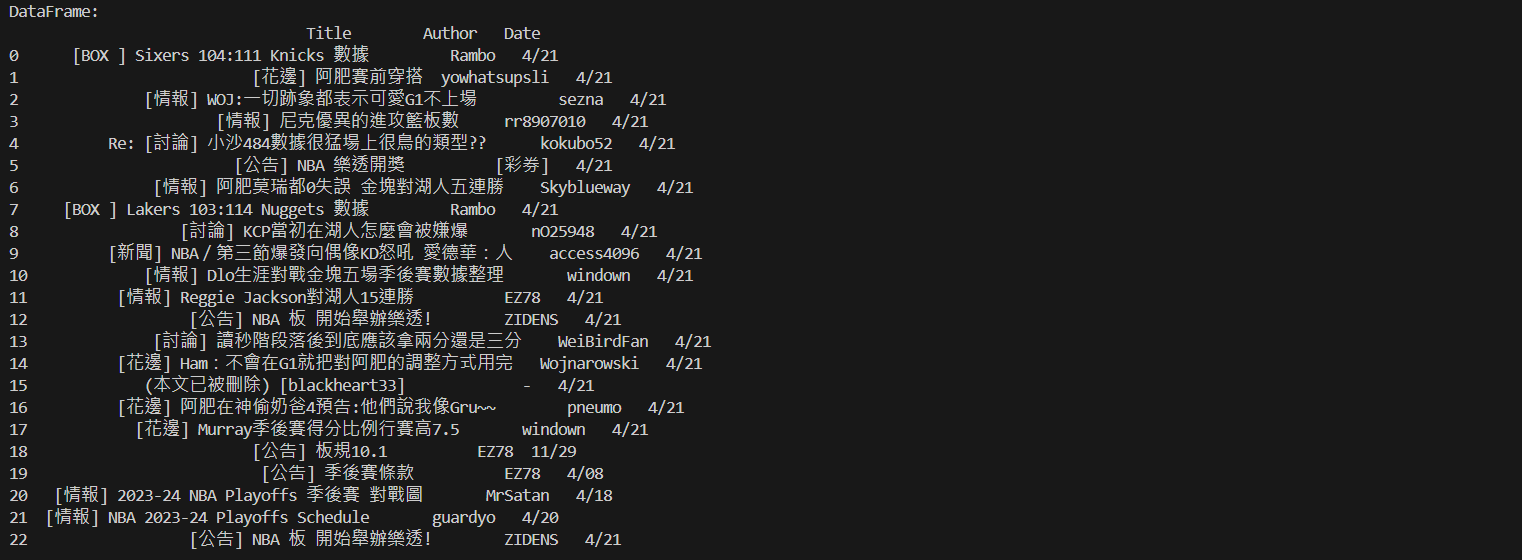 DataFrame:
Title Author Date
0 [BOX ] Sixers 104:111 Knicks 數據 Rambo 4/21
1 [花邊] 阿肥賽前穿搭 yowhatsupsli 4/21
2 [情報] WOJ:一切跡象都表示可愛G1不上場 sezna 4/21
3 [情報] 尼克優異的進攻籃板數 rr8907010 4/21
4 Re: [討論] 小沙484數據很猛場上很鳥的類型?? kokubo52 4/21
5 [公告] NBA 樂透開獎 [彩券] 4/21
6 [情報] 阿肥莫瑞都0失誤 金塊對湖人五連勝 Skyblueway 4/21
7 [BOX ] Lakers 103:114 Nuggets 數據 Rambo 4/21
8 [討論] KCP當初在湖人怎麼會被嫌爆 nO25948 4/21
9 [新聞] NBA／第三節爆發向偶像KD怒吼 愛德華：人 access4096 4/21
10 [情報] Dlo生涯對戰金塊五場季後賽數據整理 windown 4/21
11 [情報] Reggie Jackson對湖人15連勝 EZ78 4/21
12 [公告] NBA 板 開始舉辦樂透! ZIDENS 4/21
13 [討論] 讀秒階段落後到底應該拿兩分還是三分 WeiBirdFan 4/21
14 [花邊] Ham：不會在G1就把對阿肥的調整方式用完 Wojnarowski 4/21
15 (本文已被刪除) [blackheart33] - 4/21
16 [花邊] 阿肥在神偷奶爸4預告:他們說我像Gru~~ pneumo 4/21
17 [花邊] Murray季後賽得分比例行賽高7.5 windown 4/21
18 [公告] 板規10.1 EZ78 11/29
19 [公告] 季後賽條款 EZ78 4/08
20 [情報] 2023-24 NBA Playoffs 季後賽 對戰圖 MrSatan 4/18
21 [情報] NBA 2023-24 Playoffs Schedule guardyo 4/20
22 [公告] NBA 板 開始舉辦樂透! ZIDENS 4/21